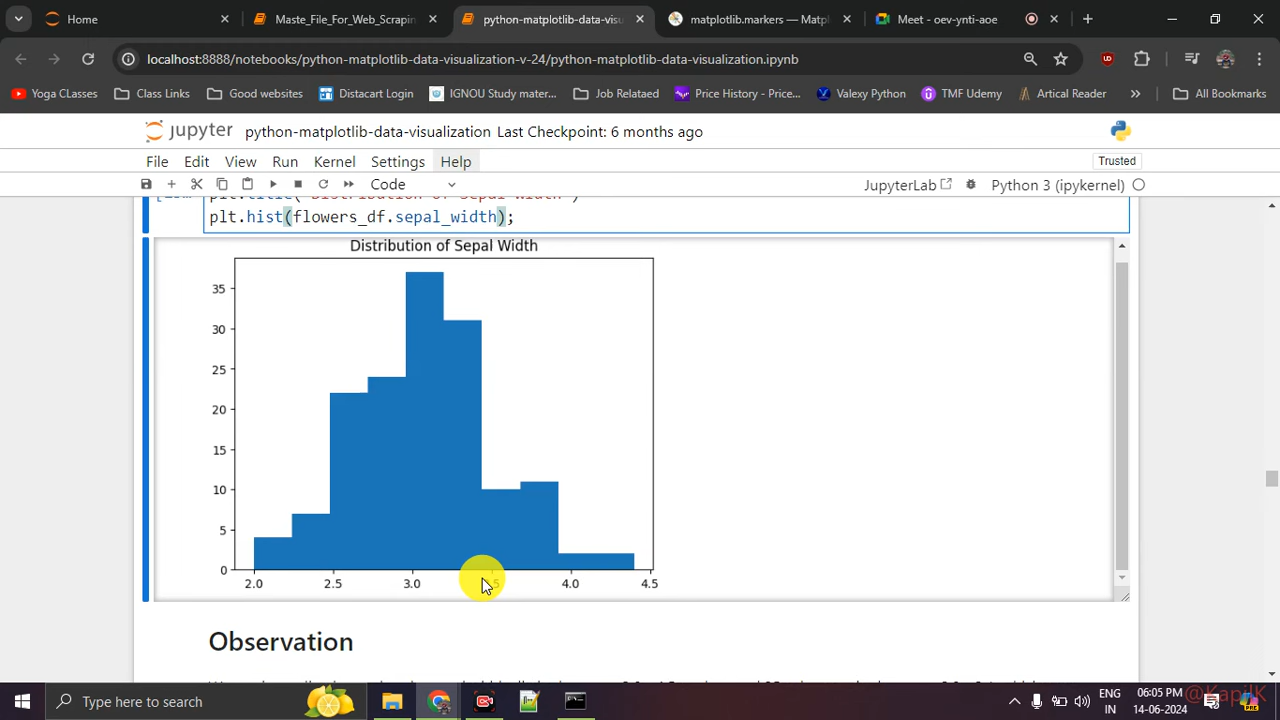 Home
Maste_File_For_Web_Scrapin
python-matplotlib-data-visu
matplotlib.markers — Matpl
Meet - oev-ynti-aoe
localhost:8888/notebooks/python-matplotlib-data-visualization-v-24/python-matplotlib-data-visualization.ipynb
Yoga CLasses
Class Links
Good websites
Distacart Login
IGNOU Study mater...
Job Relataed
Price History - Price...
Valexy Python
TMF Udemy
Artical Reader
All Bookmarks
jupyter python-matplotlib-data-visualization Last Checkpoint: 6 months ago
File Edit View Run Kernel Settings Help
Trusted
Code
JupyterLab
Python 3 (ipykernel)
plt.hist(flowers_df.sepal_width);
Distribution of Sepal Width
35
30
25
20
15
10
5
0
2.0 2.5 3.0 4.0 4.5
Observation
Type here to search
ENG
IN
06:05 PM
14-06-2024
@KapilK